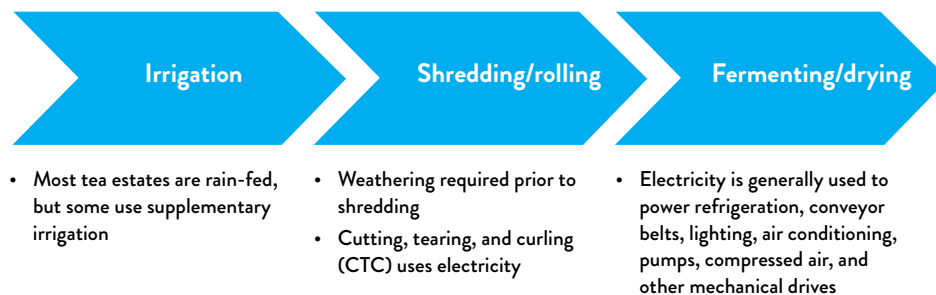 Irrigation
Shredding/rolling
Fermenting/drying
• Most tea estates are rain-fed,
but some use supplementary
irrigation
• Weathering required prior to
shredding
• Cutting, tearing, and curling
(CTC) uses electricity
• Electricity is generally used to
power refrigeration, conveyor
belts, lighting, air conditioning,
pumps, compressed air, and
other mechanical drives